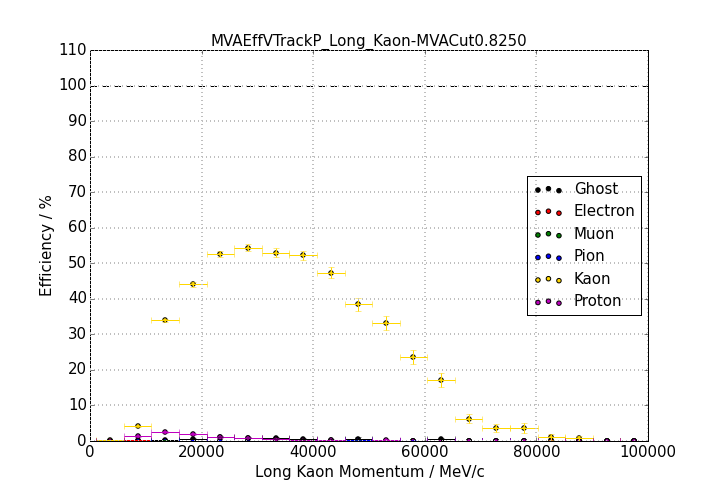 MVAEffVTrackP_Long_Kaon-MVACut0.8250
110
100
90
80
70
60
50
40
30
20
10
0
Efficiency / %
Ghost
Electron
Muon
Pion
Kaon
Proton
0 20000 40000 60000 80000 100000
Long Kaon Momentum / MeV/c